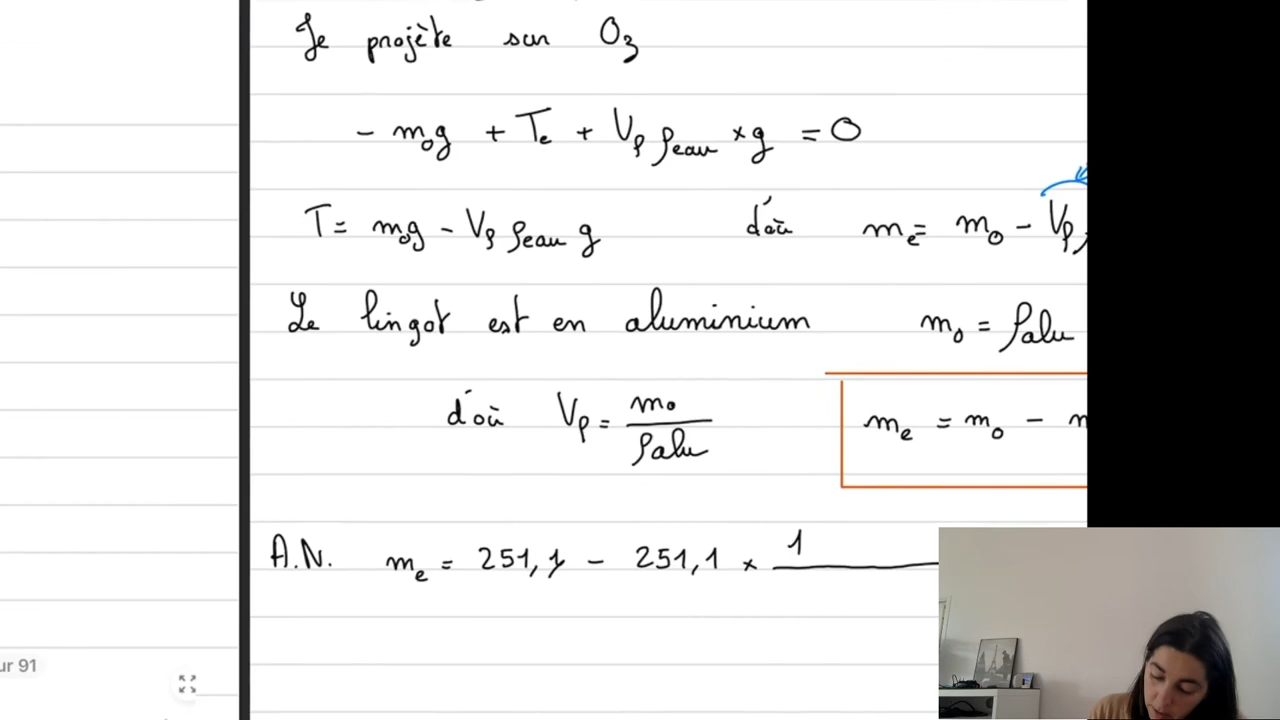 Je projète sur O₃
- m₀g + Tₑ + Vₚ ρeau × g = 0
T = m₀g - Vₚ ρeau g d'où mₑ = m₀ - Vₚ
Le lingot est en aluminium m₀ = ρalu
d'où Vₚ = m₀ / ρalu mₑ = m₀ -
A.N. mₑ = 251,1 - 251,1 × 1
ur 91